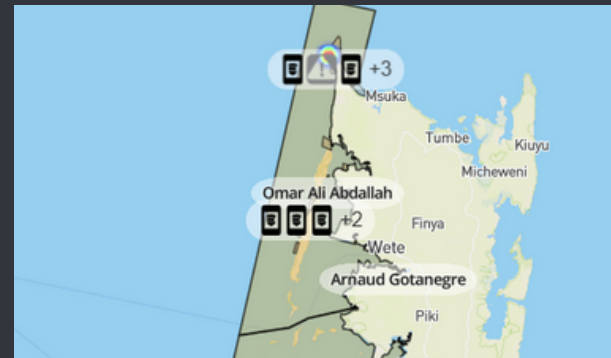 +3
Msuka
Tumbe
Kiuyu
Micheweni
Omar Ali Abdallah
+2
Finya
Wete
Arnaud Gotanegre
Piki